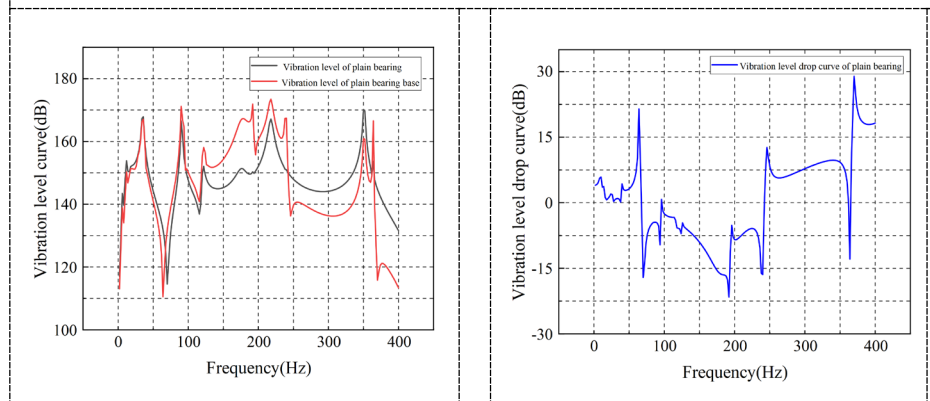 Vibration level of plain bearing
Vibration level of plain bearing base
Vibration level curve(dB)
180
160
140
120
100
0 100 200 300 400
Frequency(Hz)
Vibration level drop curve of plain bearing
Vibration level drop curve(dB)
30
15
0
-15
-30
0 100 200 300 400
Frequency(Hz)